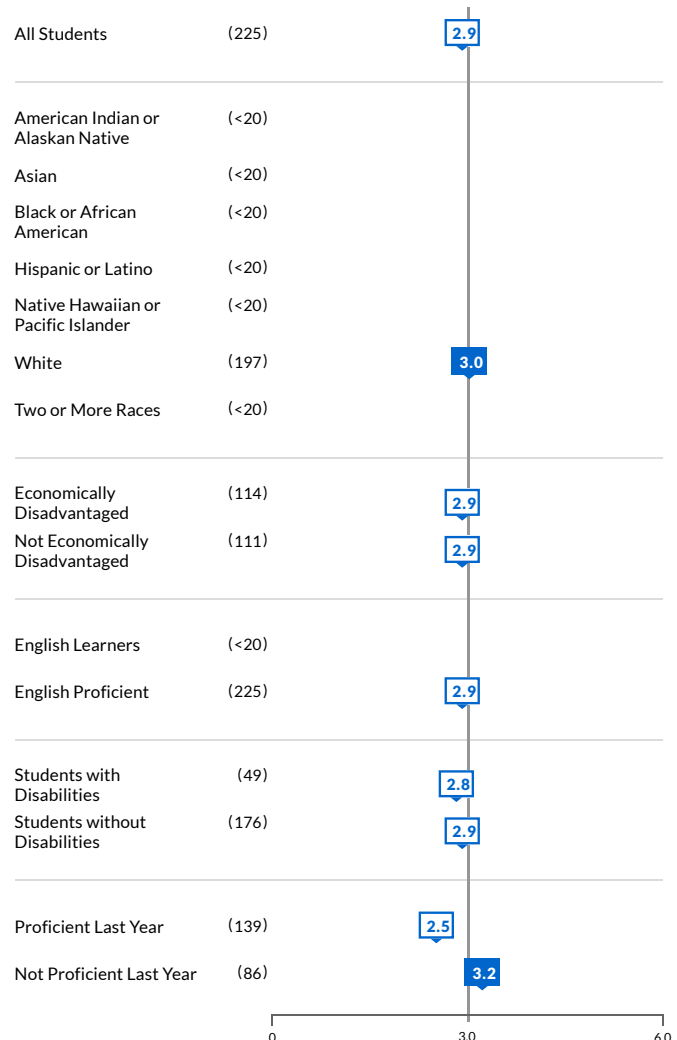 All Students (225) 2.9
American Indian or (<20)
Alaskan Native
Asian (<20)
Black or African (<20)
American
Hispanic or Latino (<20)
Native Hawaiian or (<20)
Pacific Islander
White (197) 3.0
Two or More Races (<20)
Economically (114) 2.9
Disadvantaged
Not Economically (111) 2.9
Disadvantaged
English Learners (<20)
English Proficient (225) 2.9
Students with (49) 2.8
Disabilities
Students without (176) 2.9
Disabilities
Proficient Last Year (139) 2.5
Not Proficient Last Year (86) 3.2
0 3.0 6.0